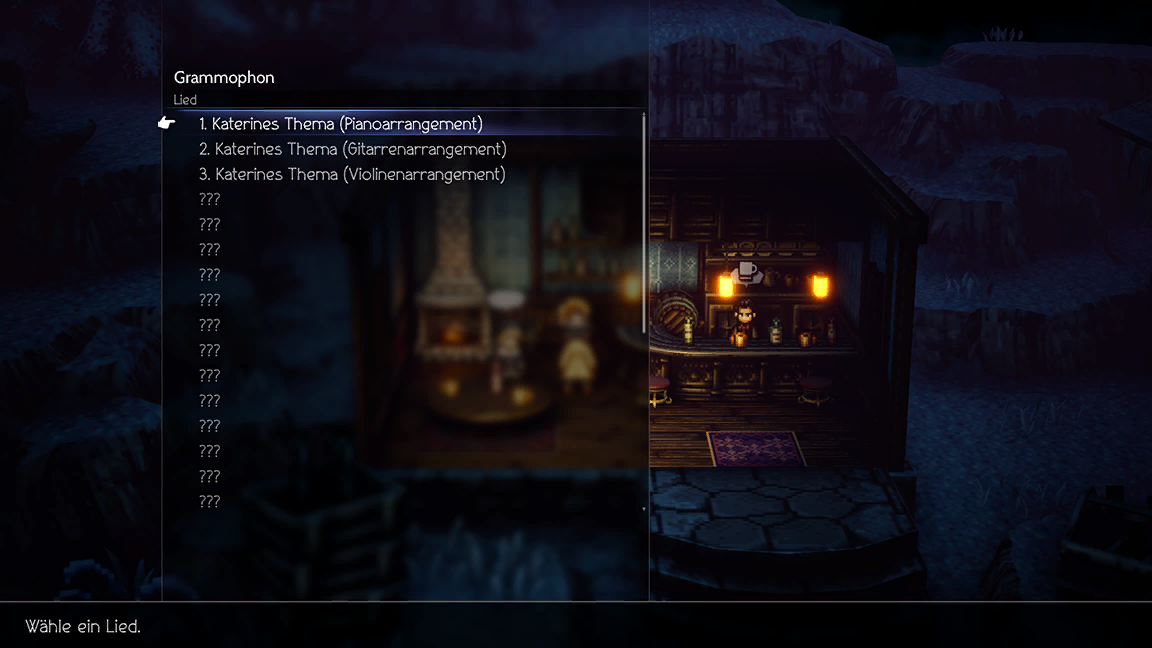 Grammophon
Lied
1. Katerines Thema (Pianoarrangement)
2. Katerines Thema (Gitarrenarrangement)
3. Katerines Thema (Violinenarrangement)
???
???
???
???
???
???
???
???
???
???
???
???
???
Wähle ein Lied.